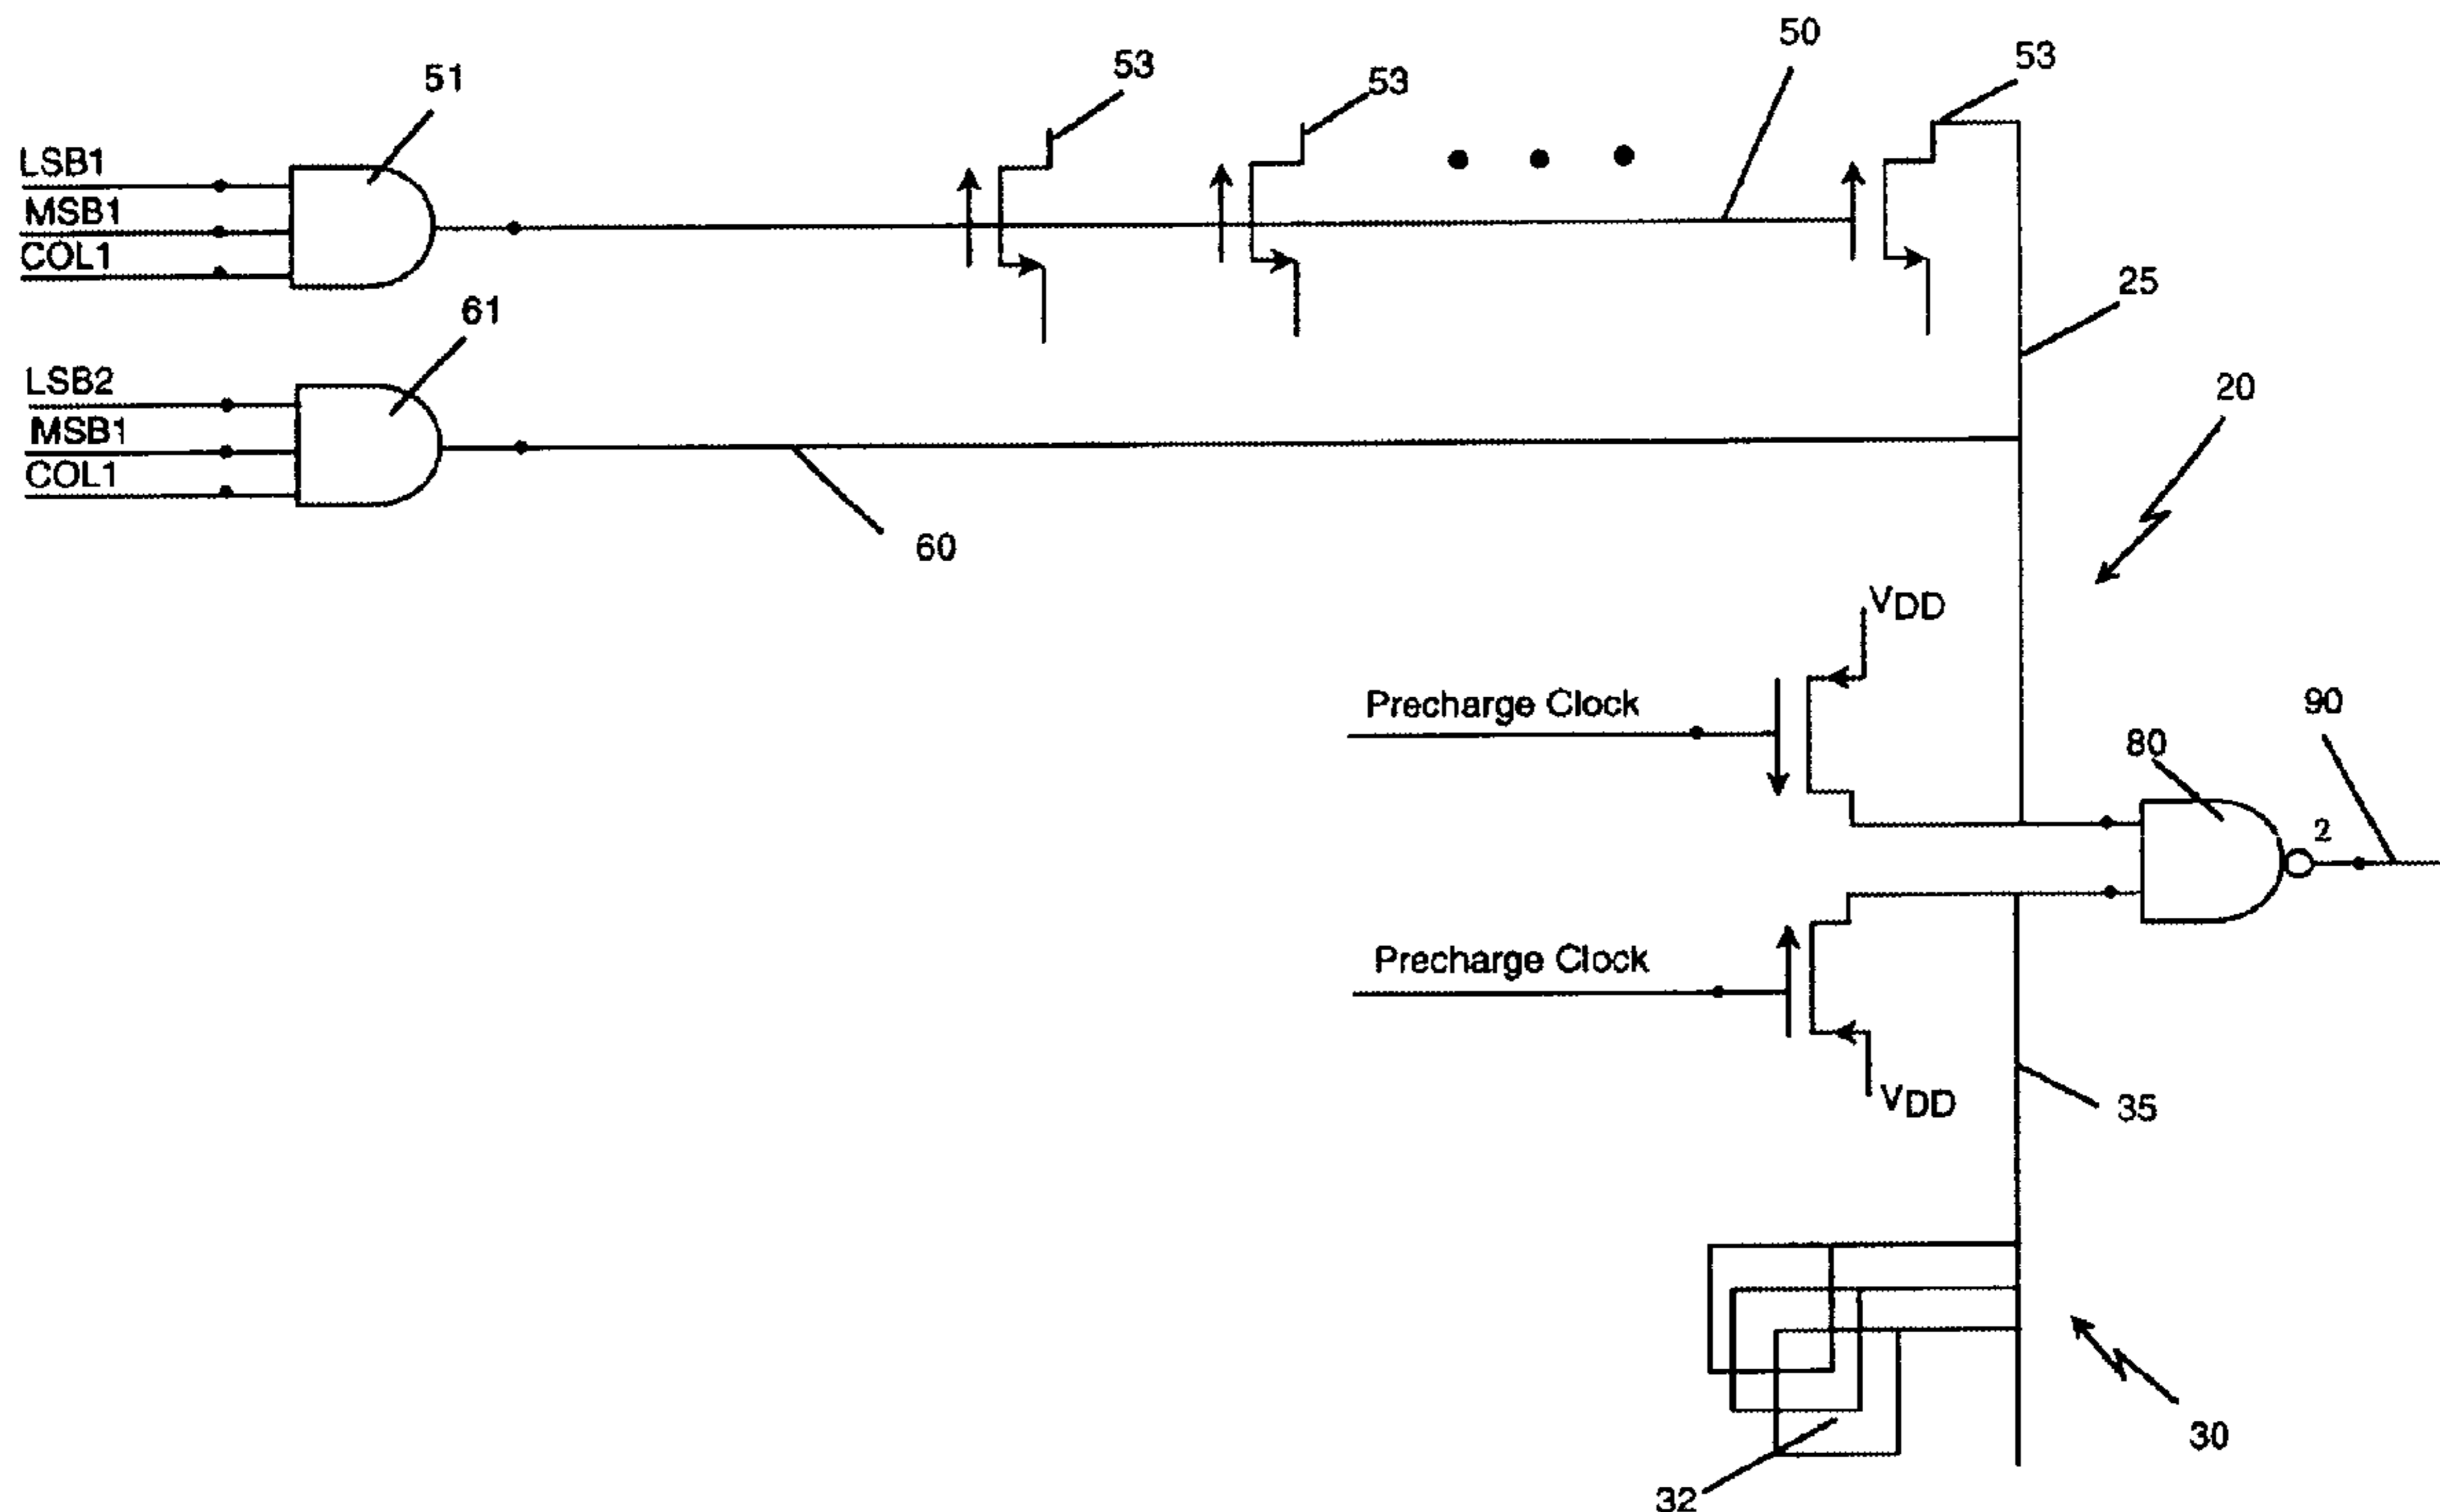 50
53
53
53
51
LSB1
MSB1
COL1
25
61
LSB2
MSB1
COL1
20
60
VDD
Precharge Clock
90
80
2
Precharge Clock
VDD
35
30
32